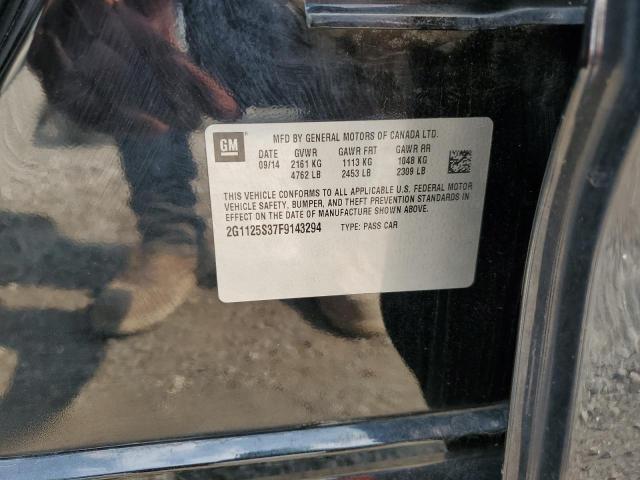 GM
MFD BY GENERAL MOTORS OF CANADA LTD.
DATE GVWR GAWR FRT GAWR RR
09/14 2161 KG 1113 KG 1048 KG
4762 LB 2453 LB 2309 LB
THIS VEHICLE CONFORMS TO ALL APPLICABLE U.S. FEDERAL MOTOR
VEHICLE SAFETY, BUMPER, AND THEFT PREVENTION STANDARDS IN
EFFECT ON THE DATE OF MANUFACTURE SHOWN ABOVE.
2G1125S37F9143294 TYPE: PASS CAR